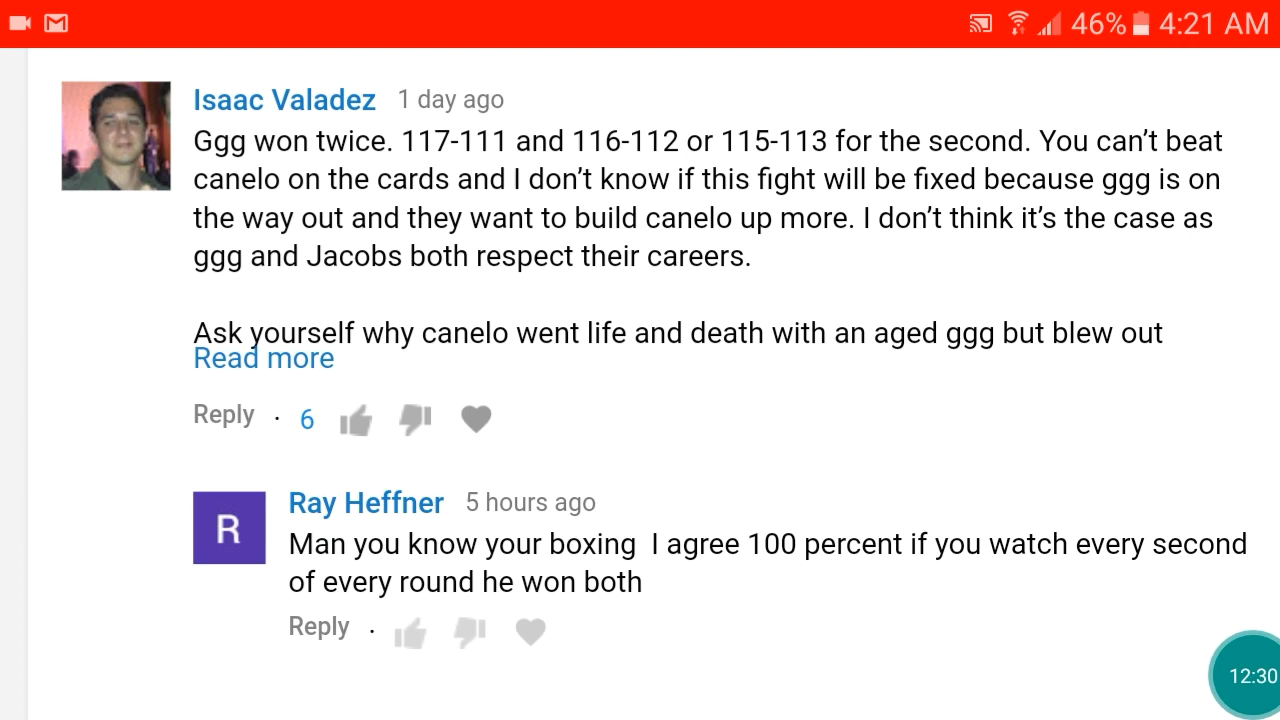 46% 4:21 AM
Isaac Valadez 1 day ago
Ggg won twice. 117-111 and 116-112 or 115-113 for the second. You can’t beat
canelo on the cards and I don’t know if this fight will be fixed because ggg is on
the way out and they want to build canelo up more. I don’t think it’s the case as
ggg and Jacobs both respect their careers.
Ask yourself why canelo went life and death with an aged ggg but blew out
Read more
Reply · 6
R
Ray Heffner 5 hours ago
Man you know your boxing  I agree 100 percent if you watch every second
of every round he won both
Reply ·
12:30